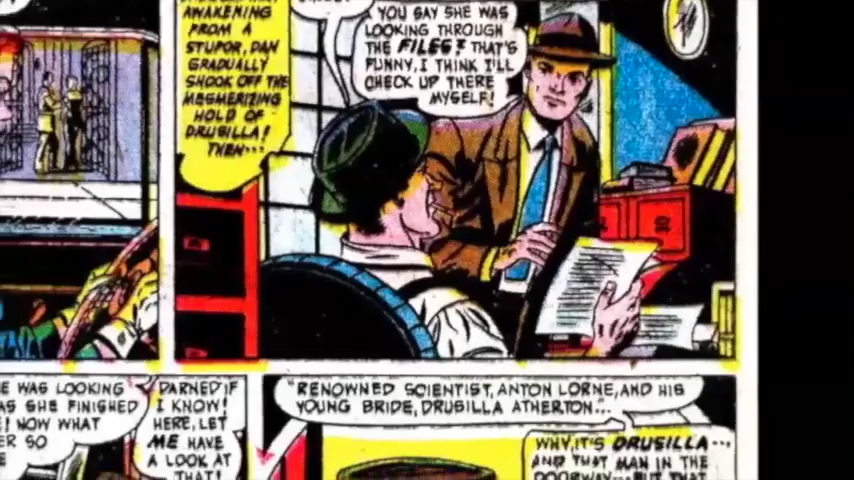 AWAKENING
FROM A
STUPOR, DAN
GRADUALLY
SHOOK OFF THE
MESMERIZING
HOLD OF
DRUSILLA!
THEN...
YOU SAY SHE WAS
LOOKING THROUGH
THE FILES? THAT'S
FUNNY, I THINK I'LL
CHECK UP THERE
MYSELF!
E WAS LOOKING
AS SHE FINISHED
! NOW WHAT
ER SO
E
DARNED IF
I KNOW!
HERE, LET
ME HAVE
A LOOK AT
THAT!
"RENOWNED SCIENTIST, ANTON LORNE, AND HIS
YOUNG BRIDE, DRUSILLA ATHERTON...
WHY, IT'S DRUSILLA...
AND THAT MAN IN THE
DOORWAY... BUT THAT